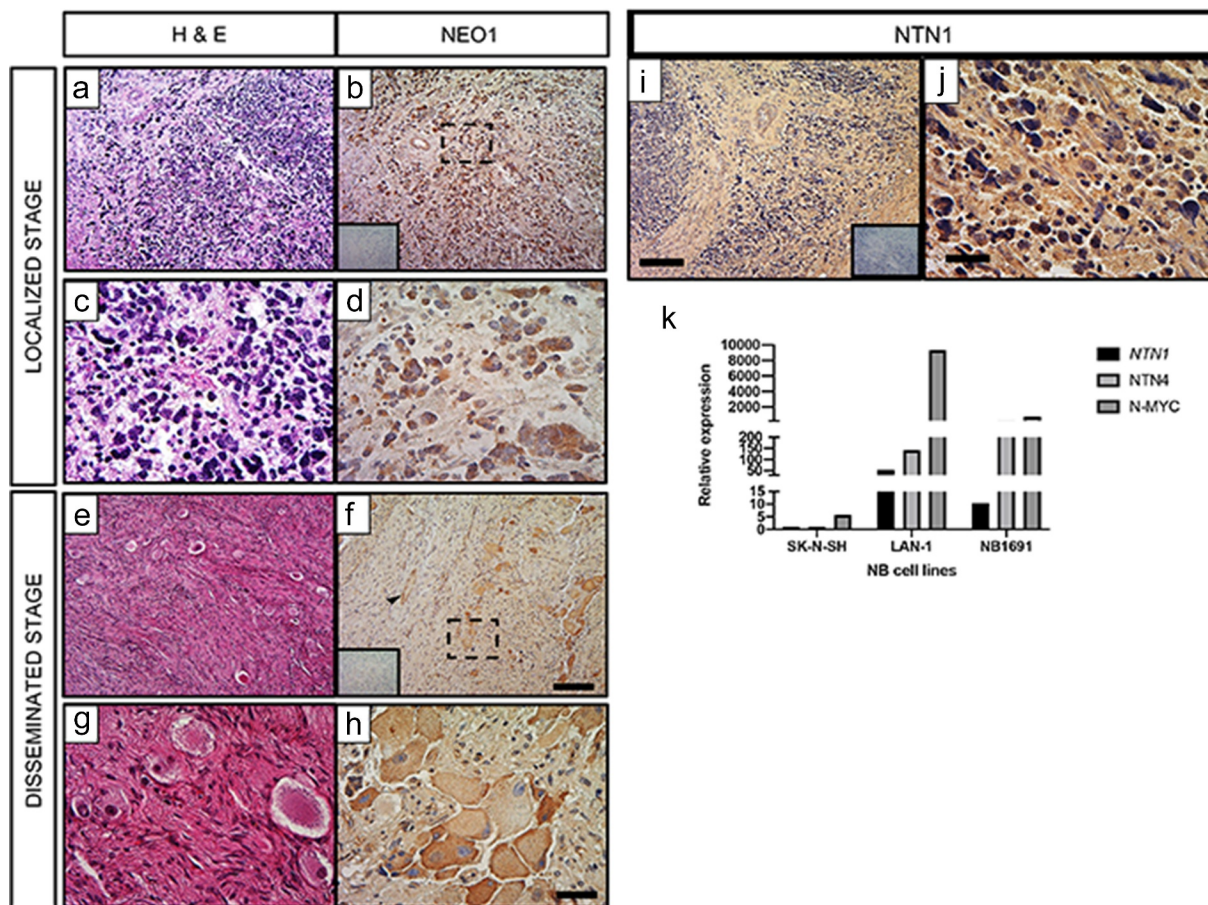 H & E
NEO1
NTN1
LOCALIZED STAGE
DISSEMINATED STAGE
a
b
c
d
e
f
g
h
i
j
k
Relative expression
10000
8000
6000
4000
2000
200
150
100
50
15
10
5
0
SK-N-SH
LAN-1
NB1691
NB cell lines
NTN1
NTN4
N-MYC